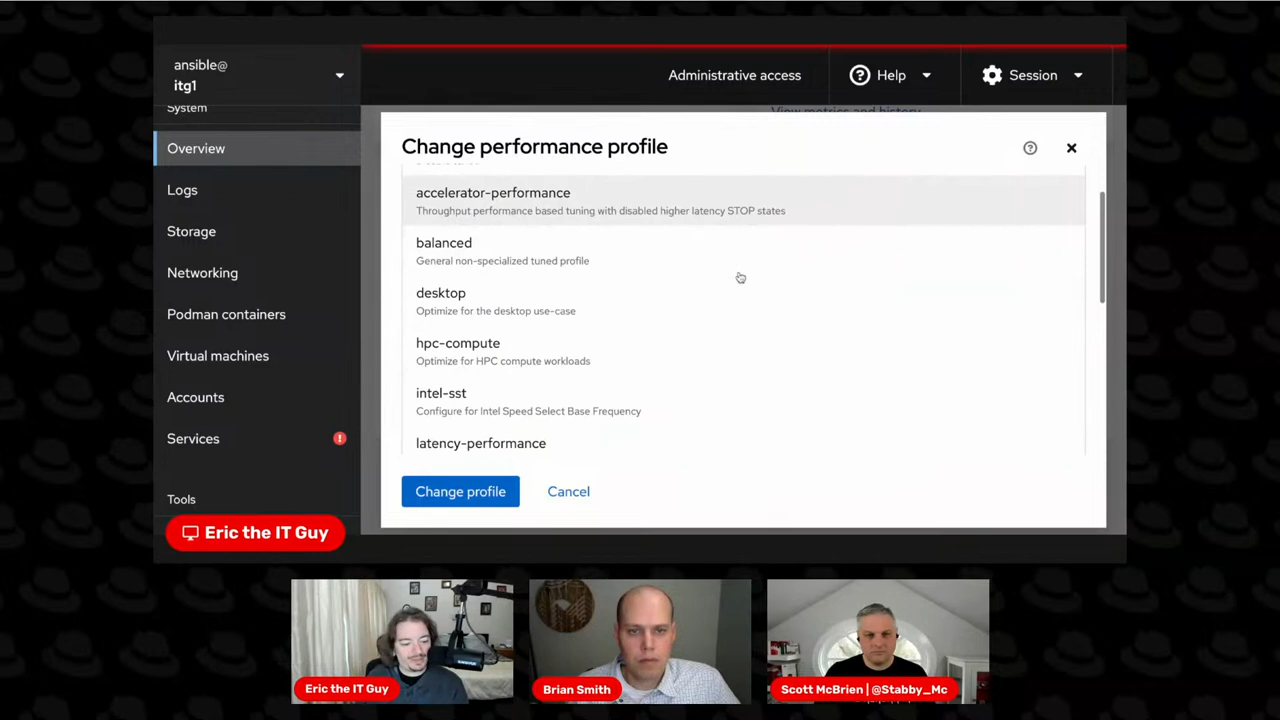 ansible@
itg1
Administrative access
Help
Session
System
View metrics and history
Overview
Logs
Storage
Networking
Podman containers
Virtual machines
Accounts
Services
!
Tools
Change performance profile
accelerator-performance
Throughput performance based tuning with disabled higher latency STOP states
balanced
General non-specialized tuned profile
desktop
Optimize for the desktop use-case
hpc-compute
Optimize for HPC compute workloads
intel-sst
Configure for Intel Speed Select Base Frequency
latency-performance
Change profile
Cancel
Eric the IT Guy
Eric the IT Guy
Brian Smith
Scott McBrien | @Stabby_Mc